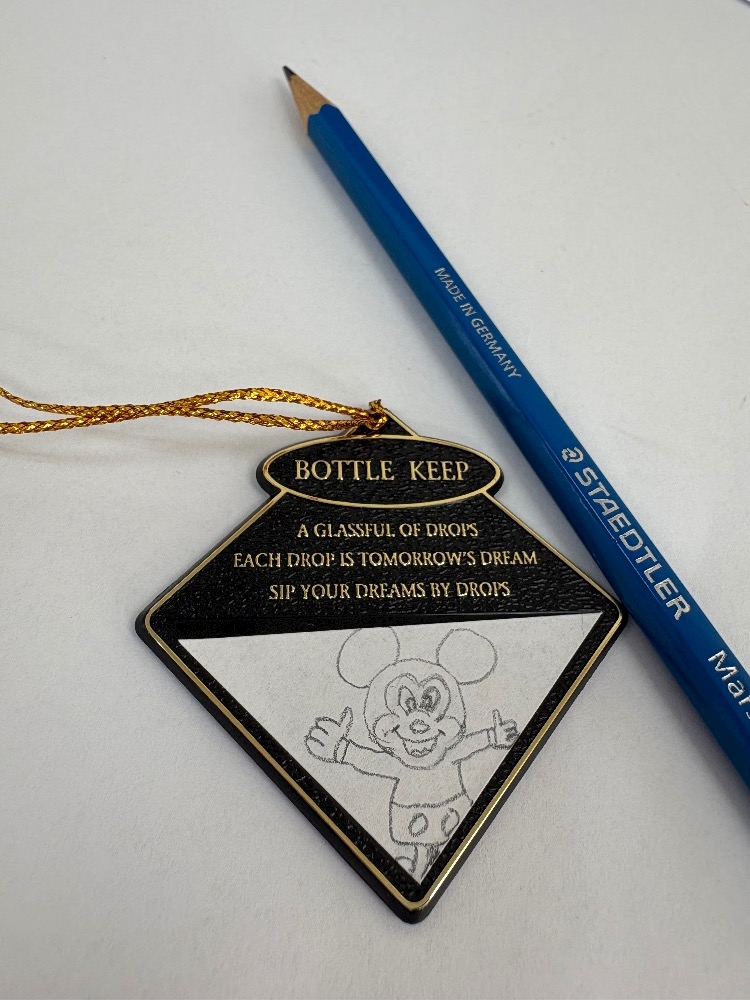 MADE IN GERMANY
STAEDTLER
Mars
BOTTLE KEEP
A GLASSFUL OF DROPS
EACH DROP IS TOMORROW'S DREAM
SIP YOUR DREAMS BY DROPS